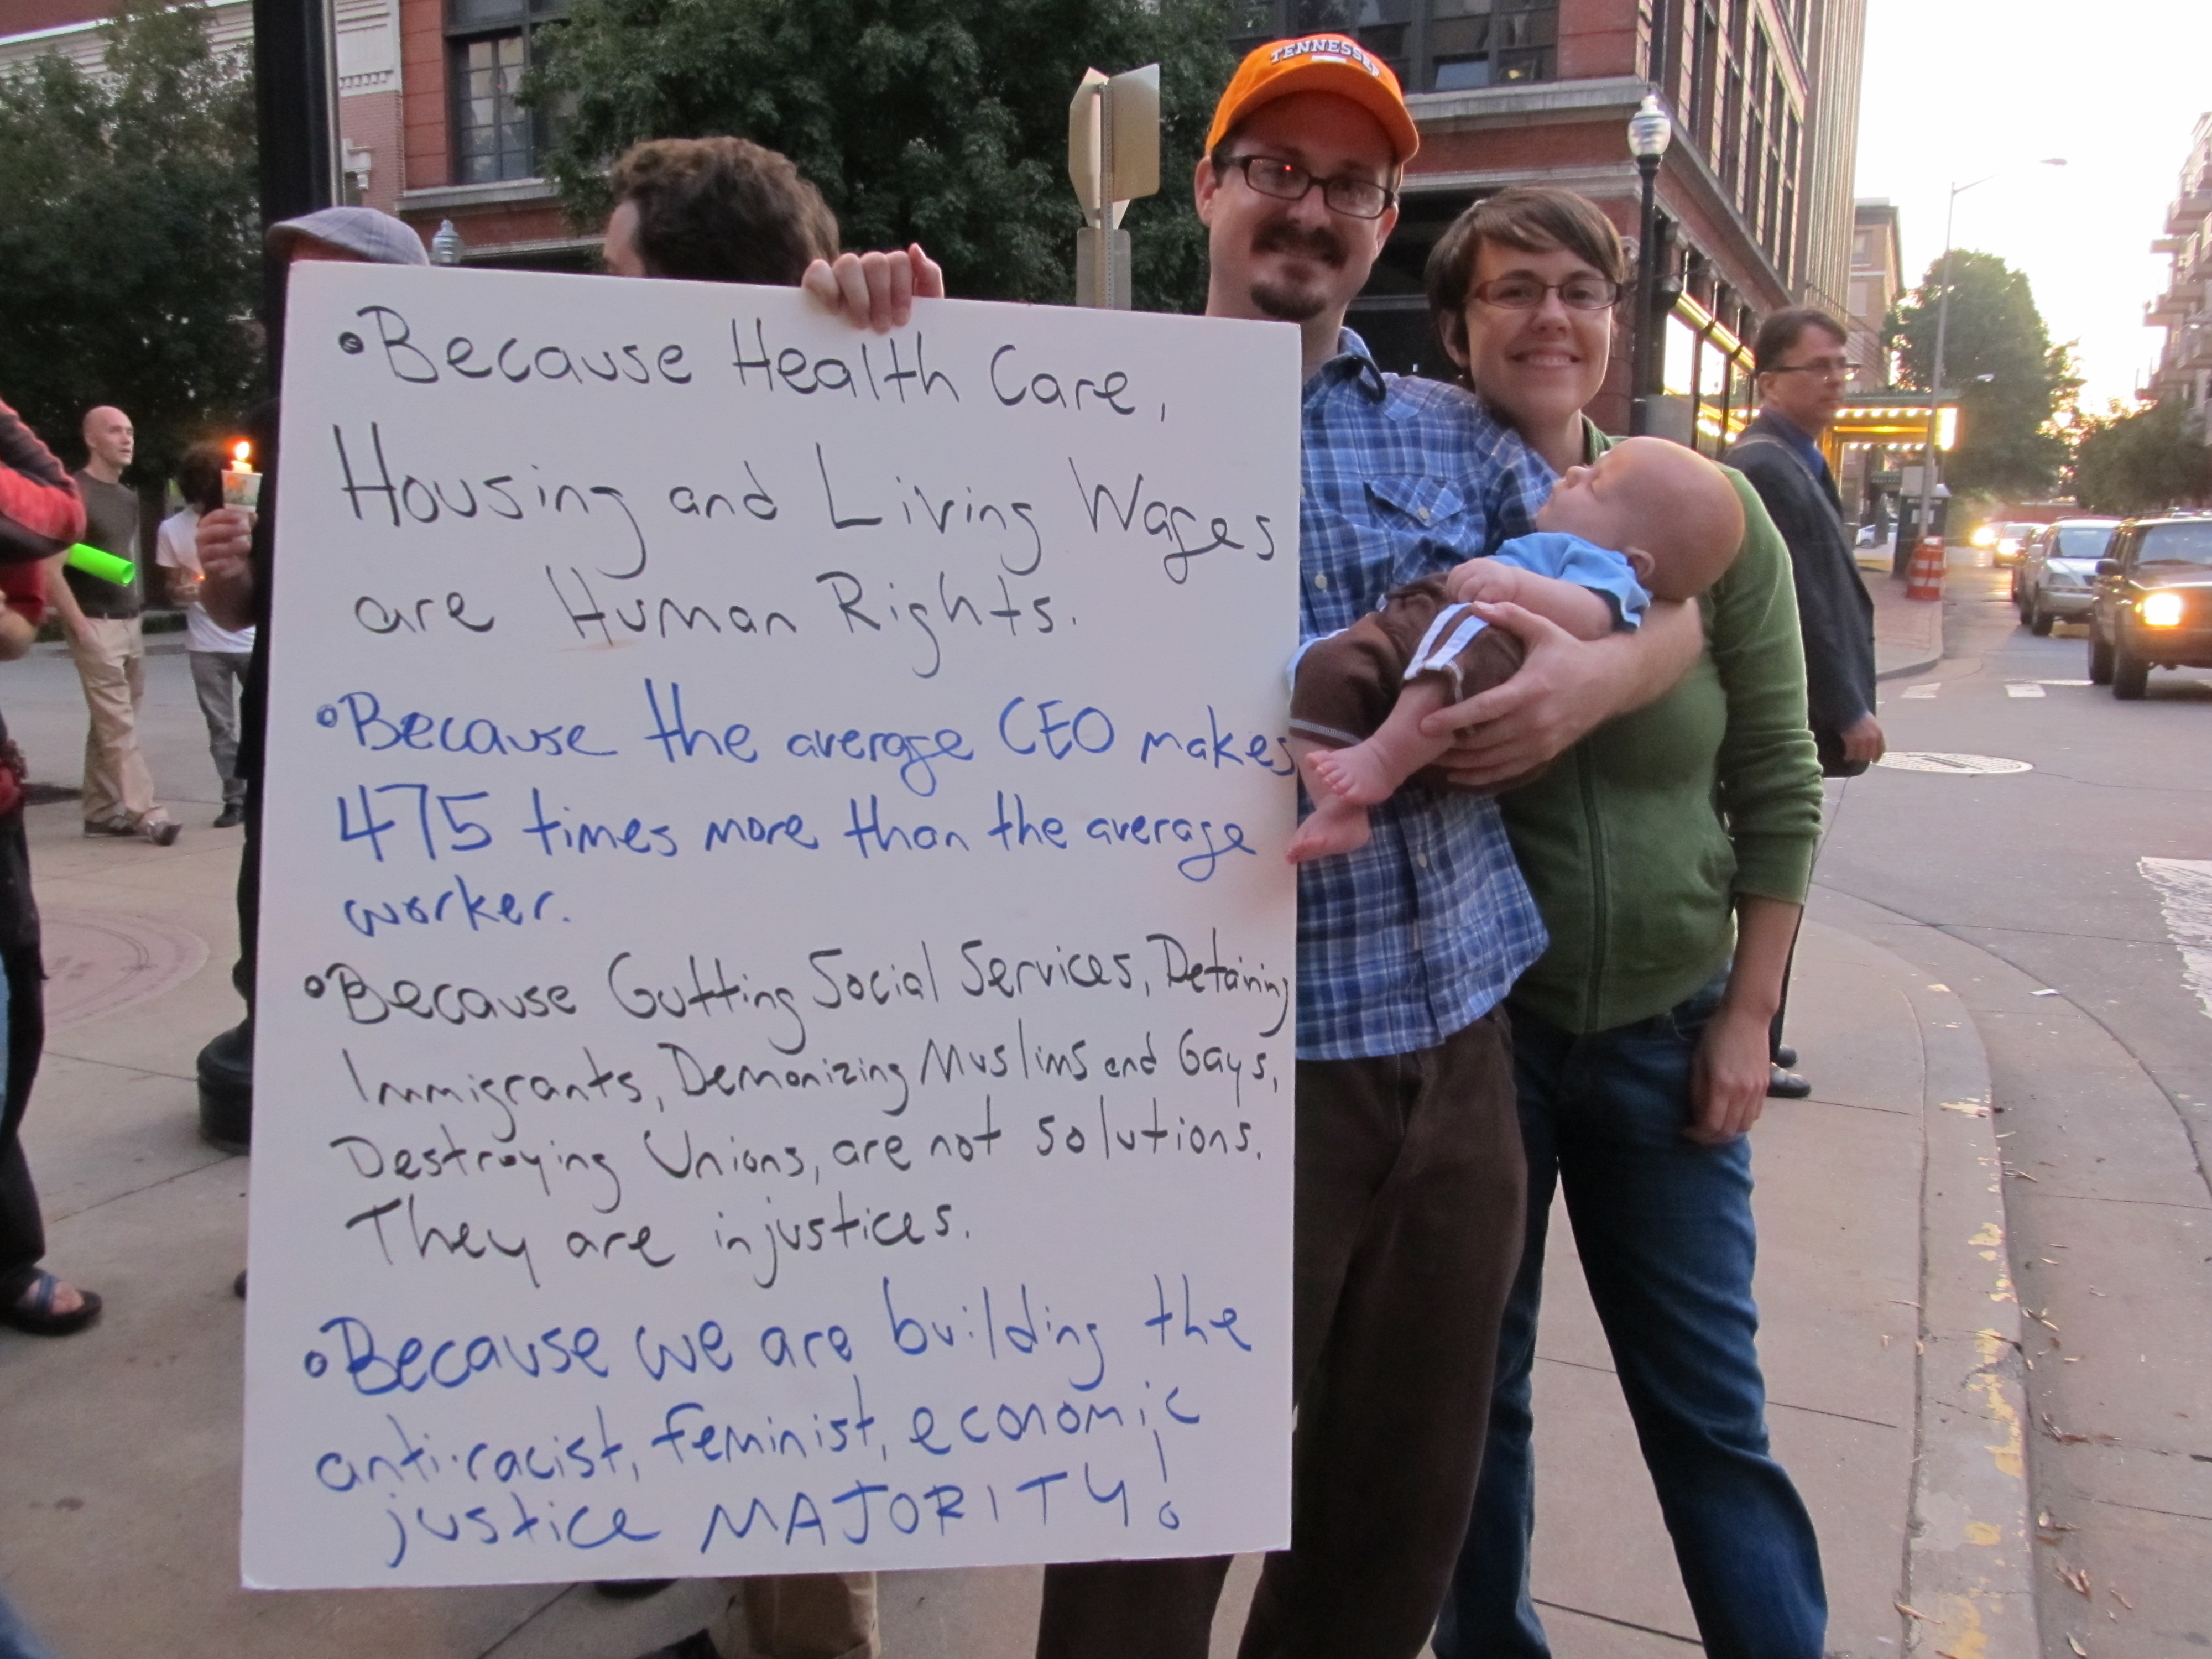 TENNESSEE
•Because Health Care,
Housing and Living Wages
are Human Rights.
•Because the average CEO makes
475 times more than the average
worker.
•Because Gutting Social Services, Detaining
Immigrants, Demonizing Muslims and Gays,
Destroying Unions, are not solutions.
They are injustices.
•Because we are building the
anti-racist, feminist, economic
justice MAJORITY!